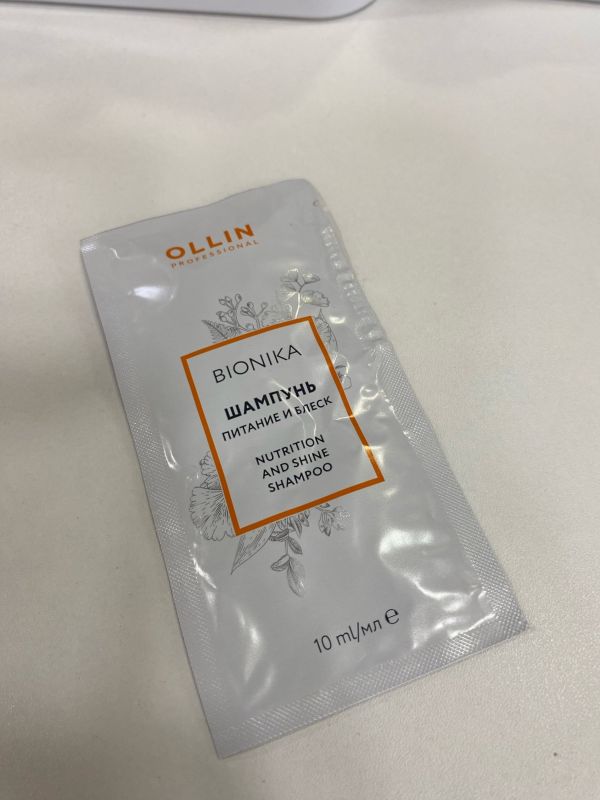 OLLIN
PROFESSIONAL
BIONIKA
ШАМПУНЬ
ПИТАНИЕ И БЛЕСК
NUTRITION
AND SHINE
SHAMPOO
10 ml/мл ℮